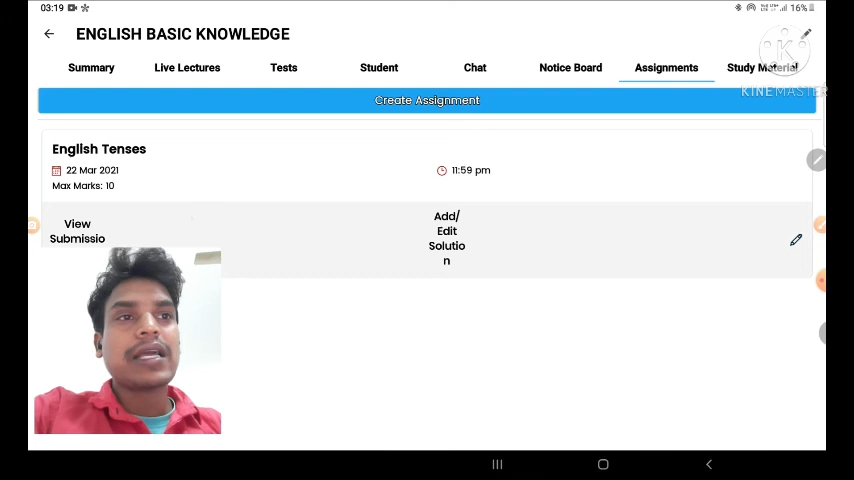 03:19
16%
ENGLISH BASIC KNOWLEDGE
Summary
Live Lectures
Tests
Student
Chat
Notice Board
Assignments
Study Material
KINEMASTER
Create Assignment
English Tenses
22 Mar 2021
11:59 pm
Max Marks: 10
View
Submissio
Add/
Edit
Solutio
n